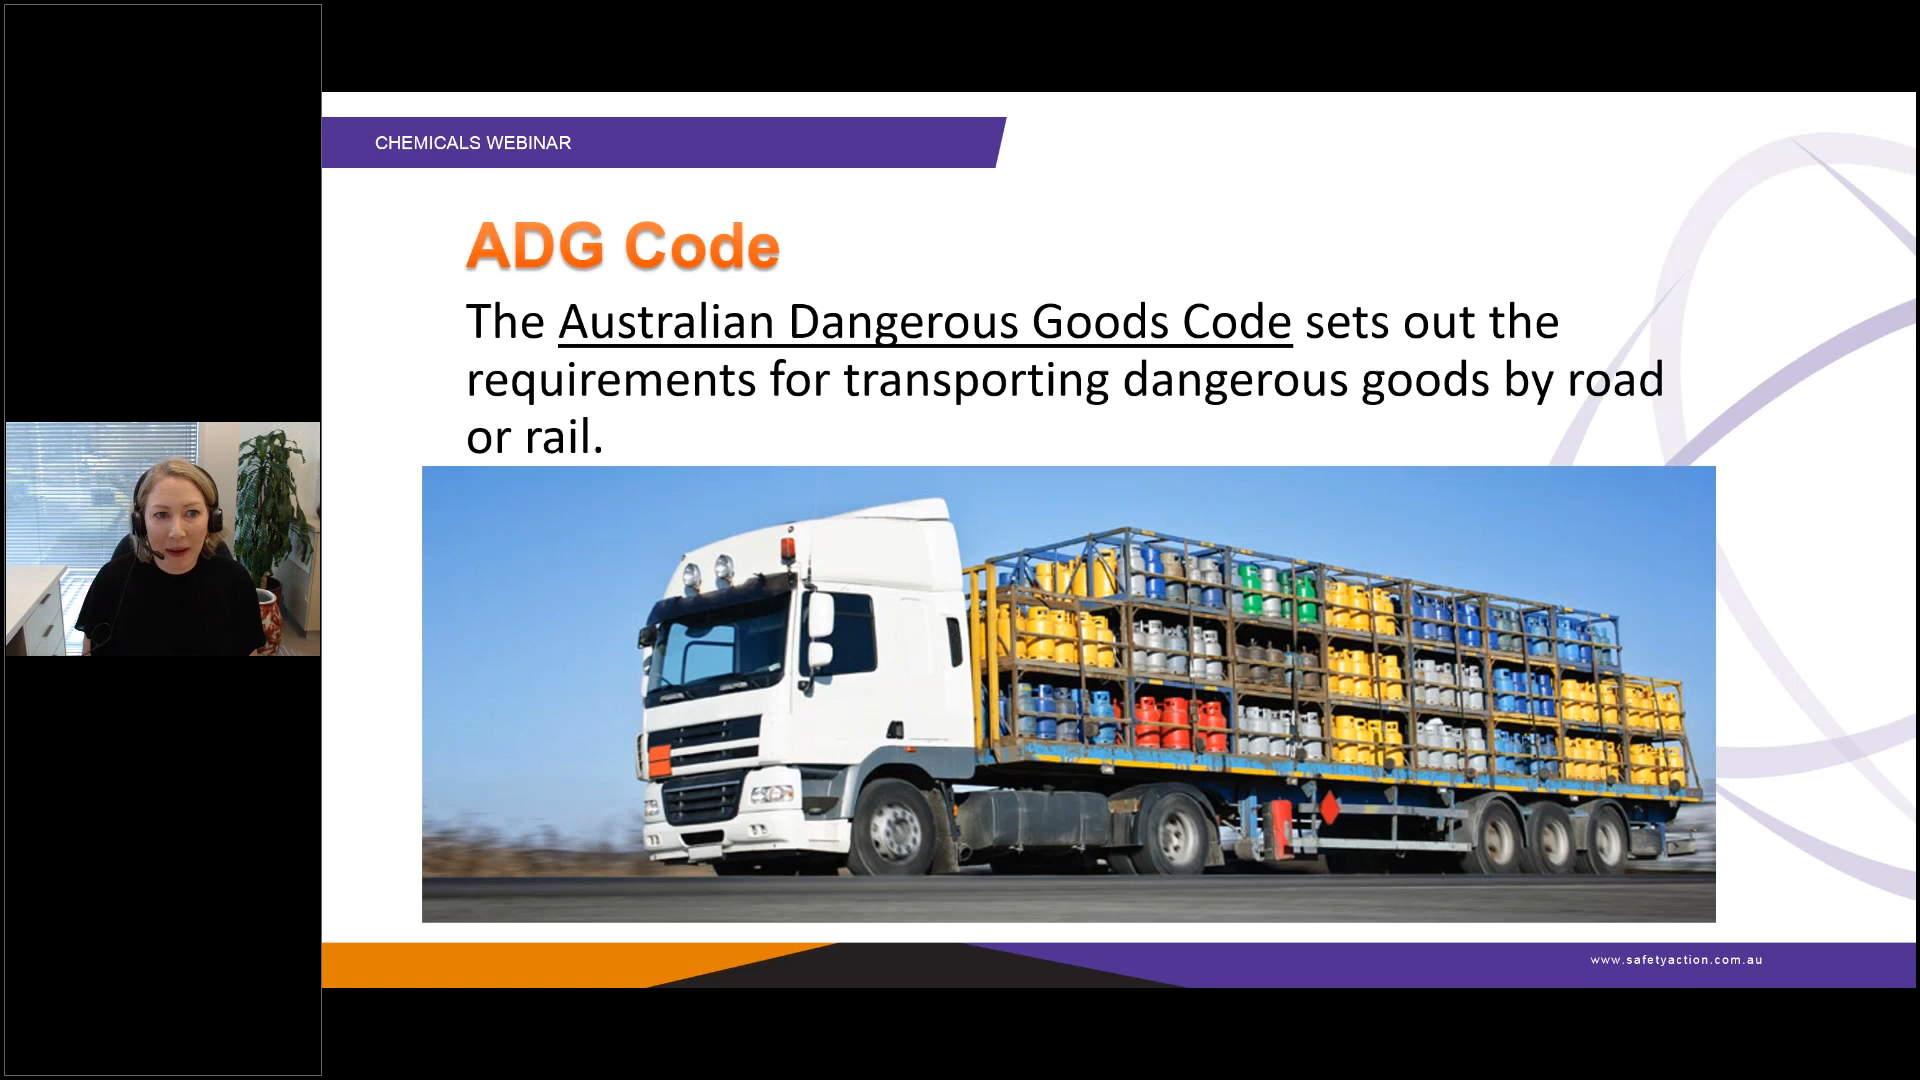 CHEMICALS WEBINAR
ADG Code
The Australian Dangerous Goods Code sets out the
requirements for transporting dangerous goods by road
or rail.
www.safetyaction.com.au